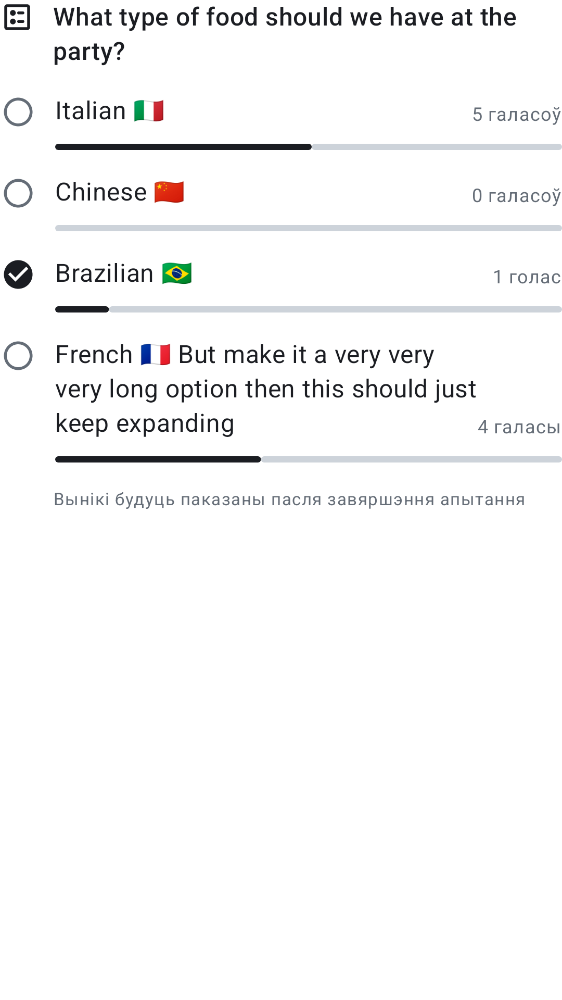 What type of food should we have at the
party?
Italian 🇮🇹
5 галасоў
Chinese 🇨🇳
0 галасоў
Brazilian 🇧🇷
1 голас
French 🇫🇷 But make it a very very
very long option then this should just
keep expanding
4 галасы
Вынікі будуць паказаны пасля завяршэння апытання